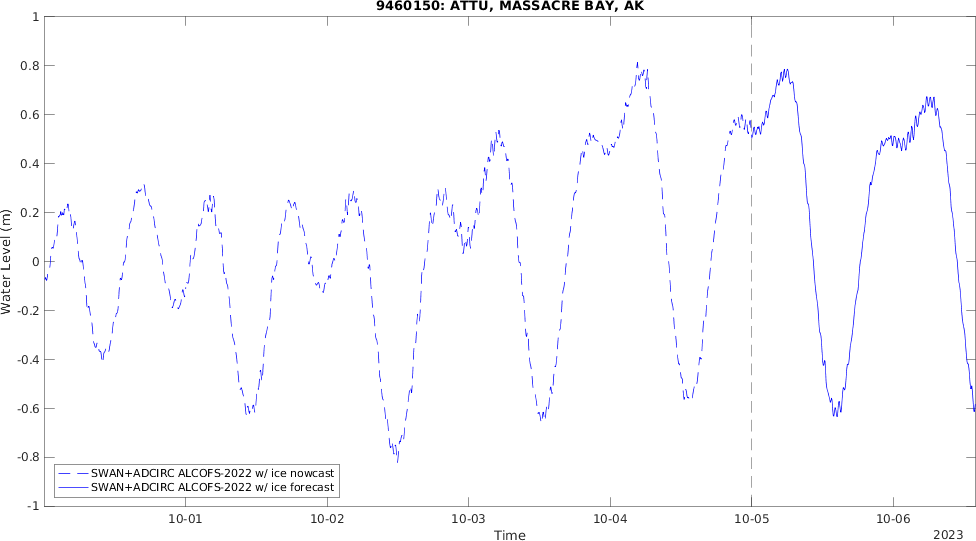 9460150: ATTU, MASSACRE BAY, AK
1
0.8
0.6
0.4
0.2
0
-0.2
-0.4
-0.6
-0.8
-1
Water Level (m)
SWAN+ADCIRC ALCOFS-2022 w/ ice nowcast
SWAN+ADCIRC ALCOFS-2022 w/ ice forecast
10-01 10-02 10-03 10-04 10-05 10-06
Time
2023